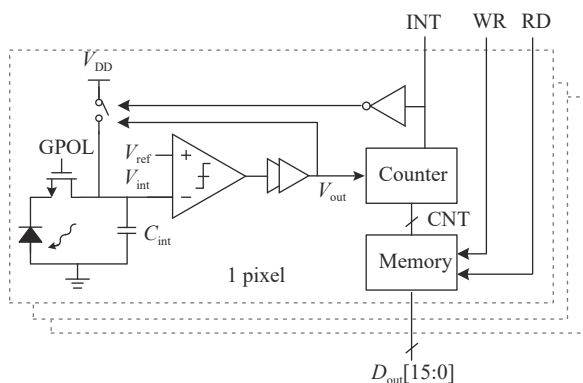 INT WR RD
V_DD
GPOL
V_ref
V_int
V_out
C_int
Counter
CNT
Memory
1 pixel
D_out[15:0]